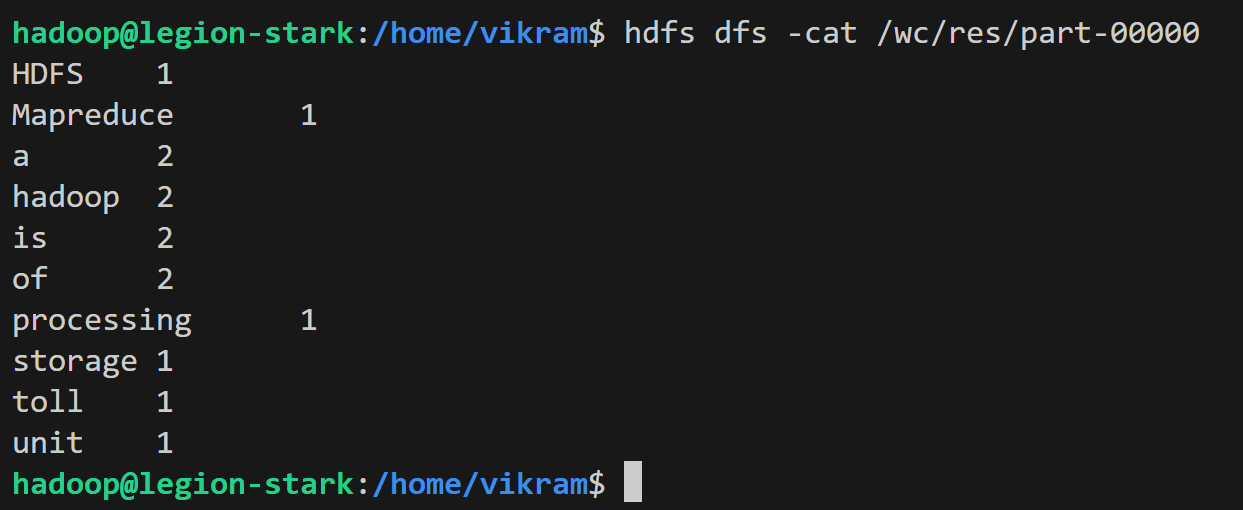 hadoop@legion-stark:/home/vikram$ hdfs dfs -cat /wc/res/part-00000
HDFS	1
Mapreduce	1
a	2
hadoop	2
is	2
of	2
processing	1
storage	1
toll	1
unit	1
hadoop@legion-stark:/home/vikram$